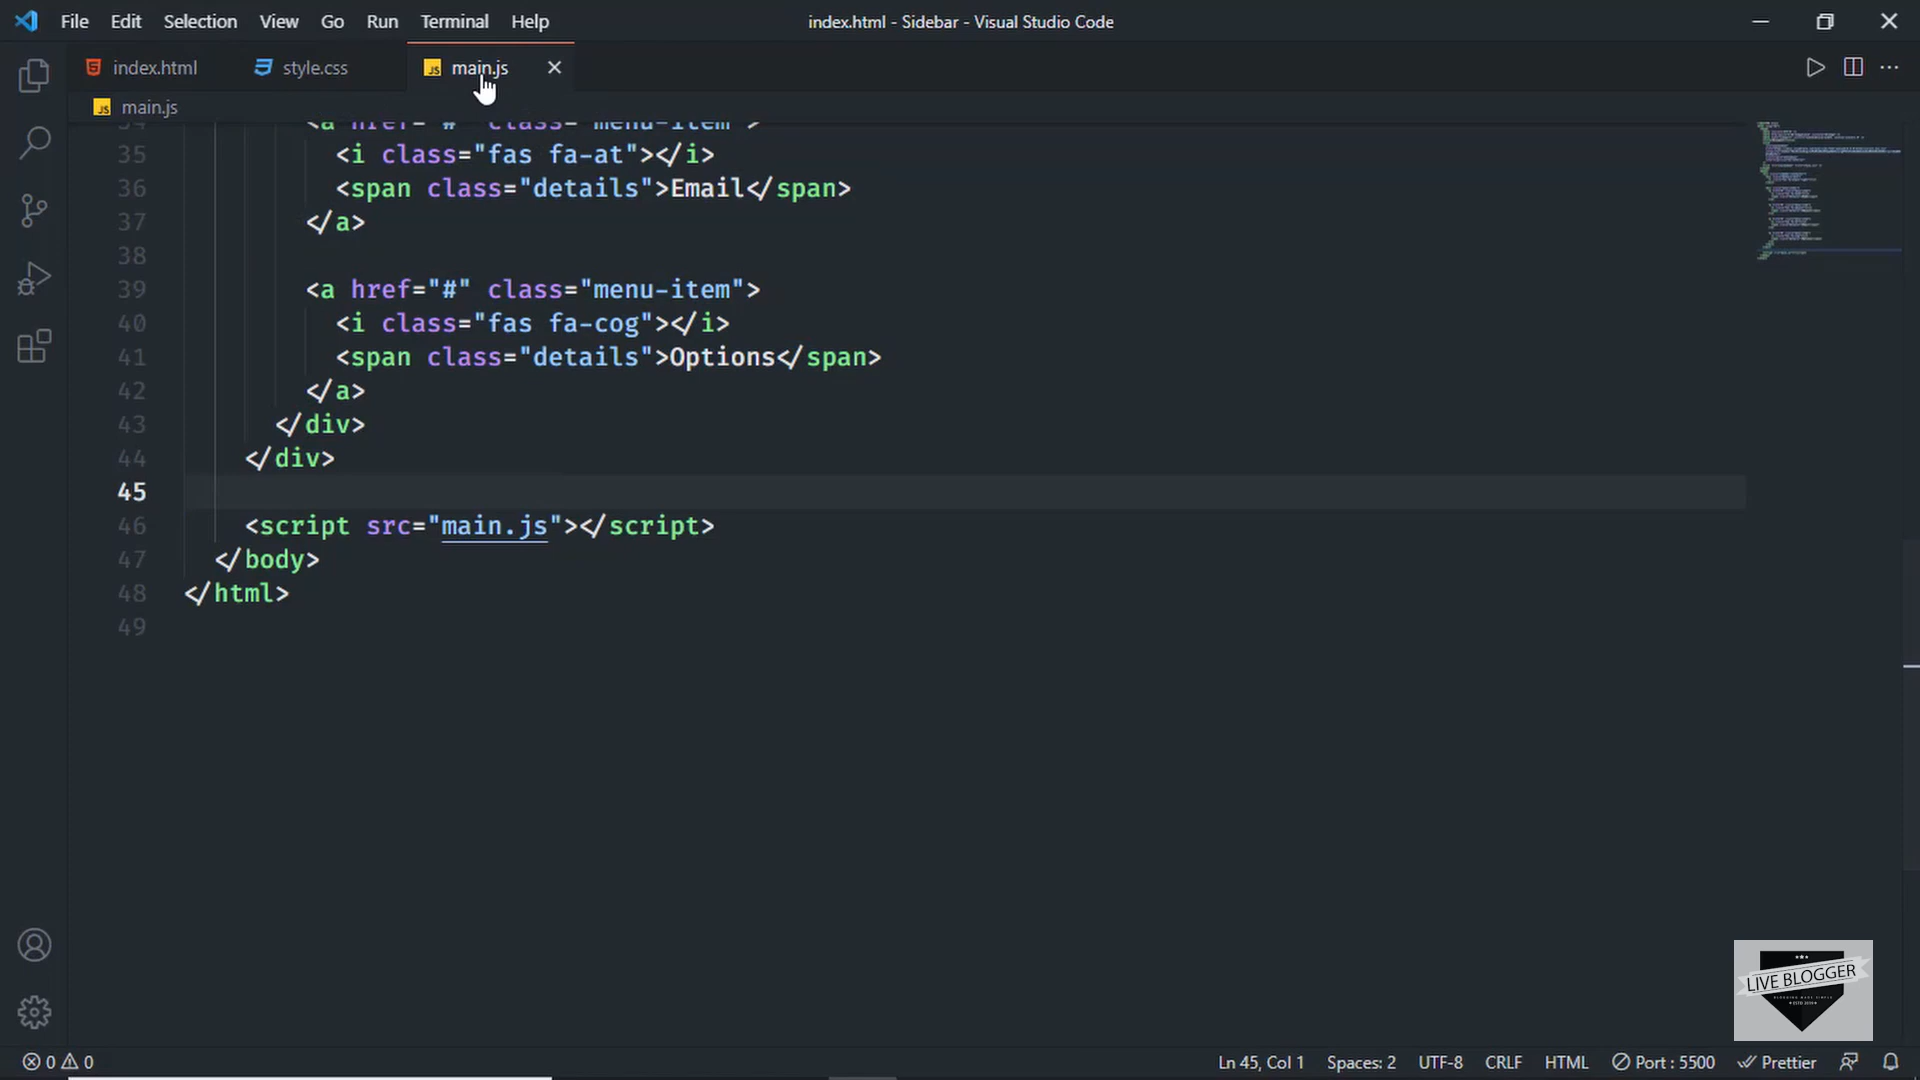 File Edit Selection View Go Run Terminal Help index.html - Sidebar - Visual Studio Code
index.html style.css main.js
main.js
34 <a href="#" class="menu-item">
35 <i class="fas fa-at"></i>
36 <span class="details">Email</span>
37 </a>
38
39 <a href="#" class="menu-item">
40 <i class="fas fa-cog"></i>
41 <span class="details">Options</span>
42 </a>
43 </div>
44 </div>
45
46 <script src="main.js"></script>
47 </body>
48 </html>
49
LIVE BLOGGER
0 0 Ln 45, Col 1 Spaces: 2 UTF-8 CRLF HTML Port : 5500 Prettier